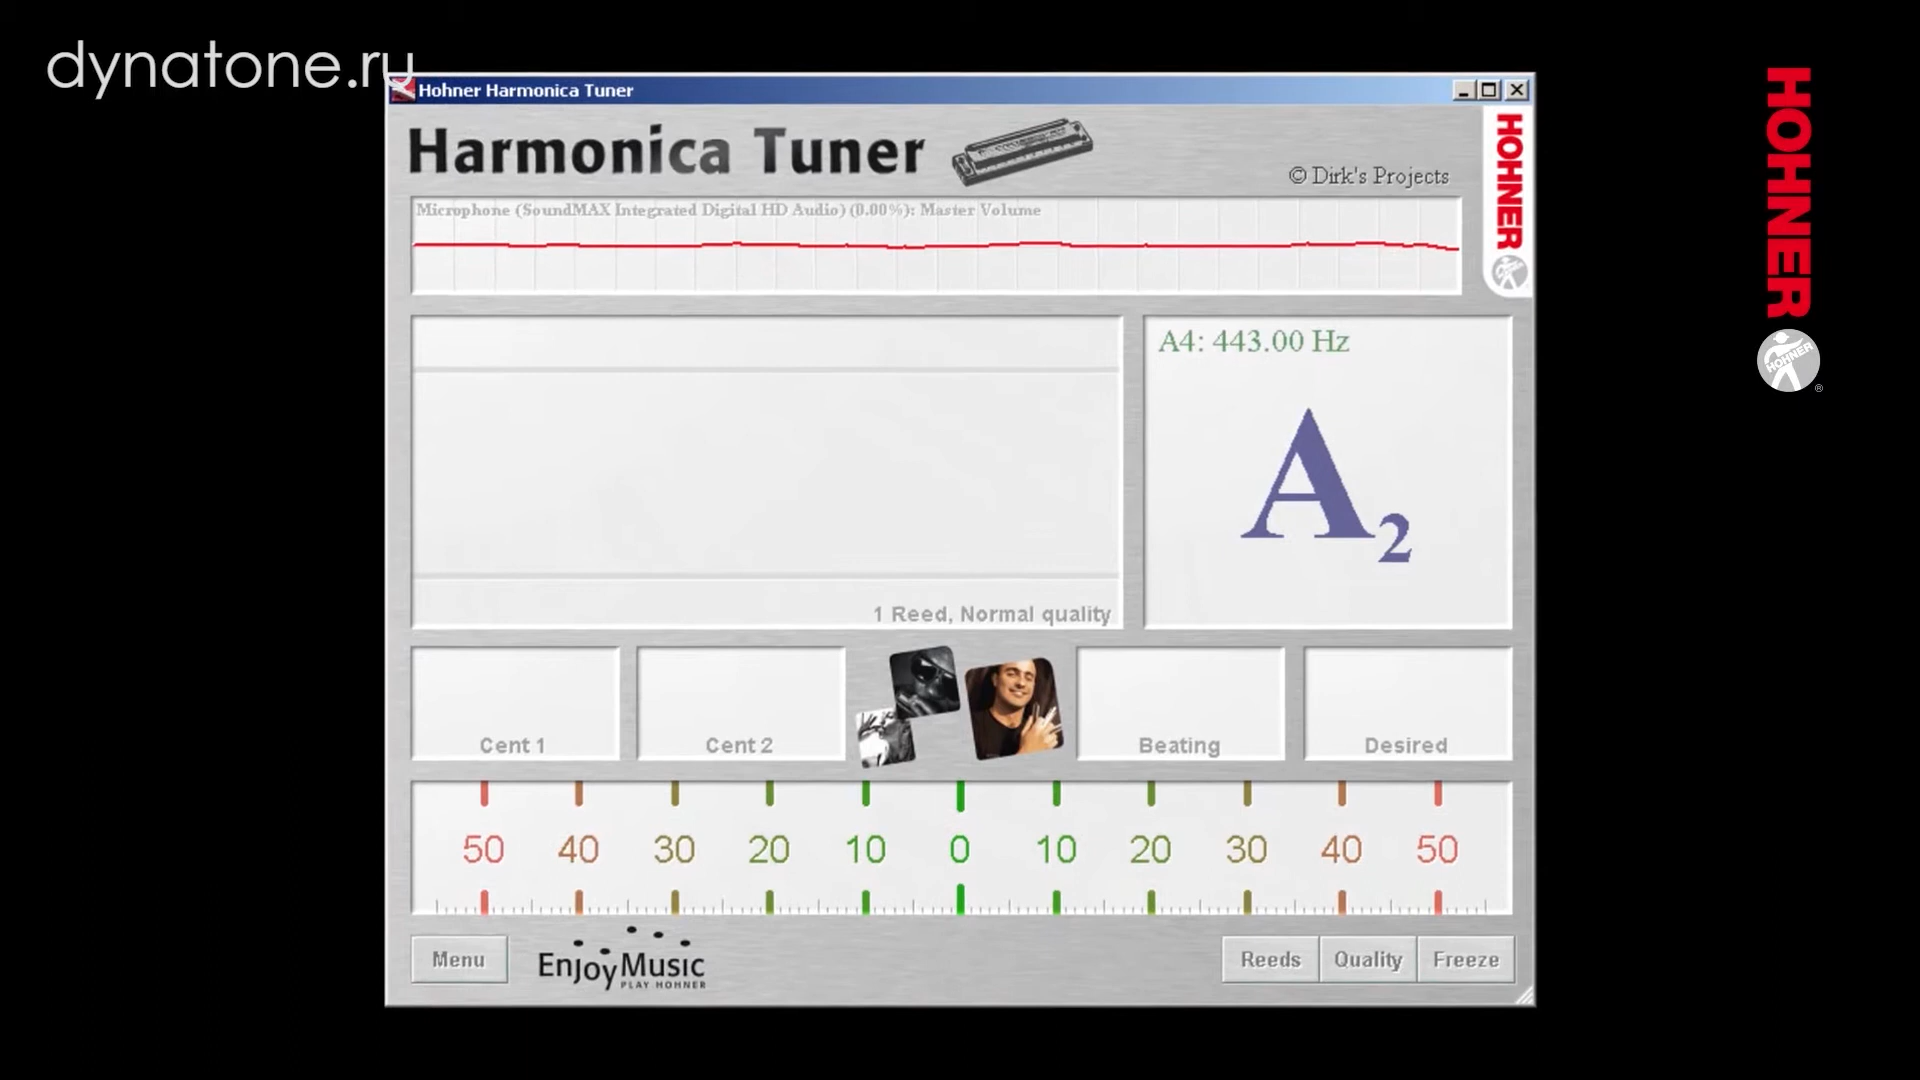 dynatone.ru
Hohner Harmonica Tuner
Harmonica Tuner
© Dirk's Projects
HOHNER
HOHNER
HOHNER
®
Microphone (SoundMAX Integrated Digital HD Audio) (0.00%): Master Volume
A4: 443.00 Hz
A2
1 Reed, Normal quality
Cent 1
Cent 2
Beating
Desired
50 40 30 20 10 0 10 20 30 40 50
Menu
EnjoyMusic
PLAY HOHNER
Reeds
Quality
Freeze